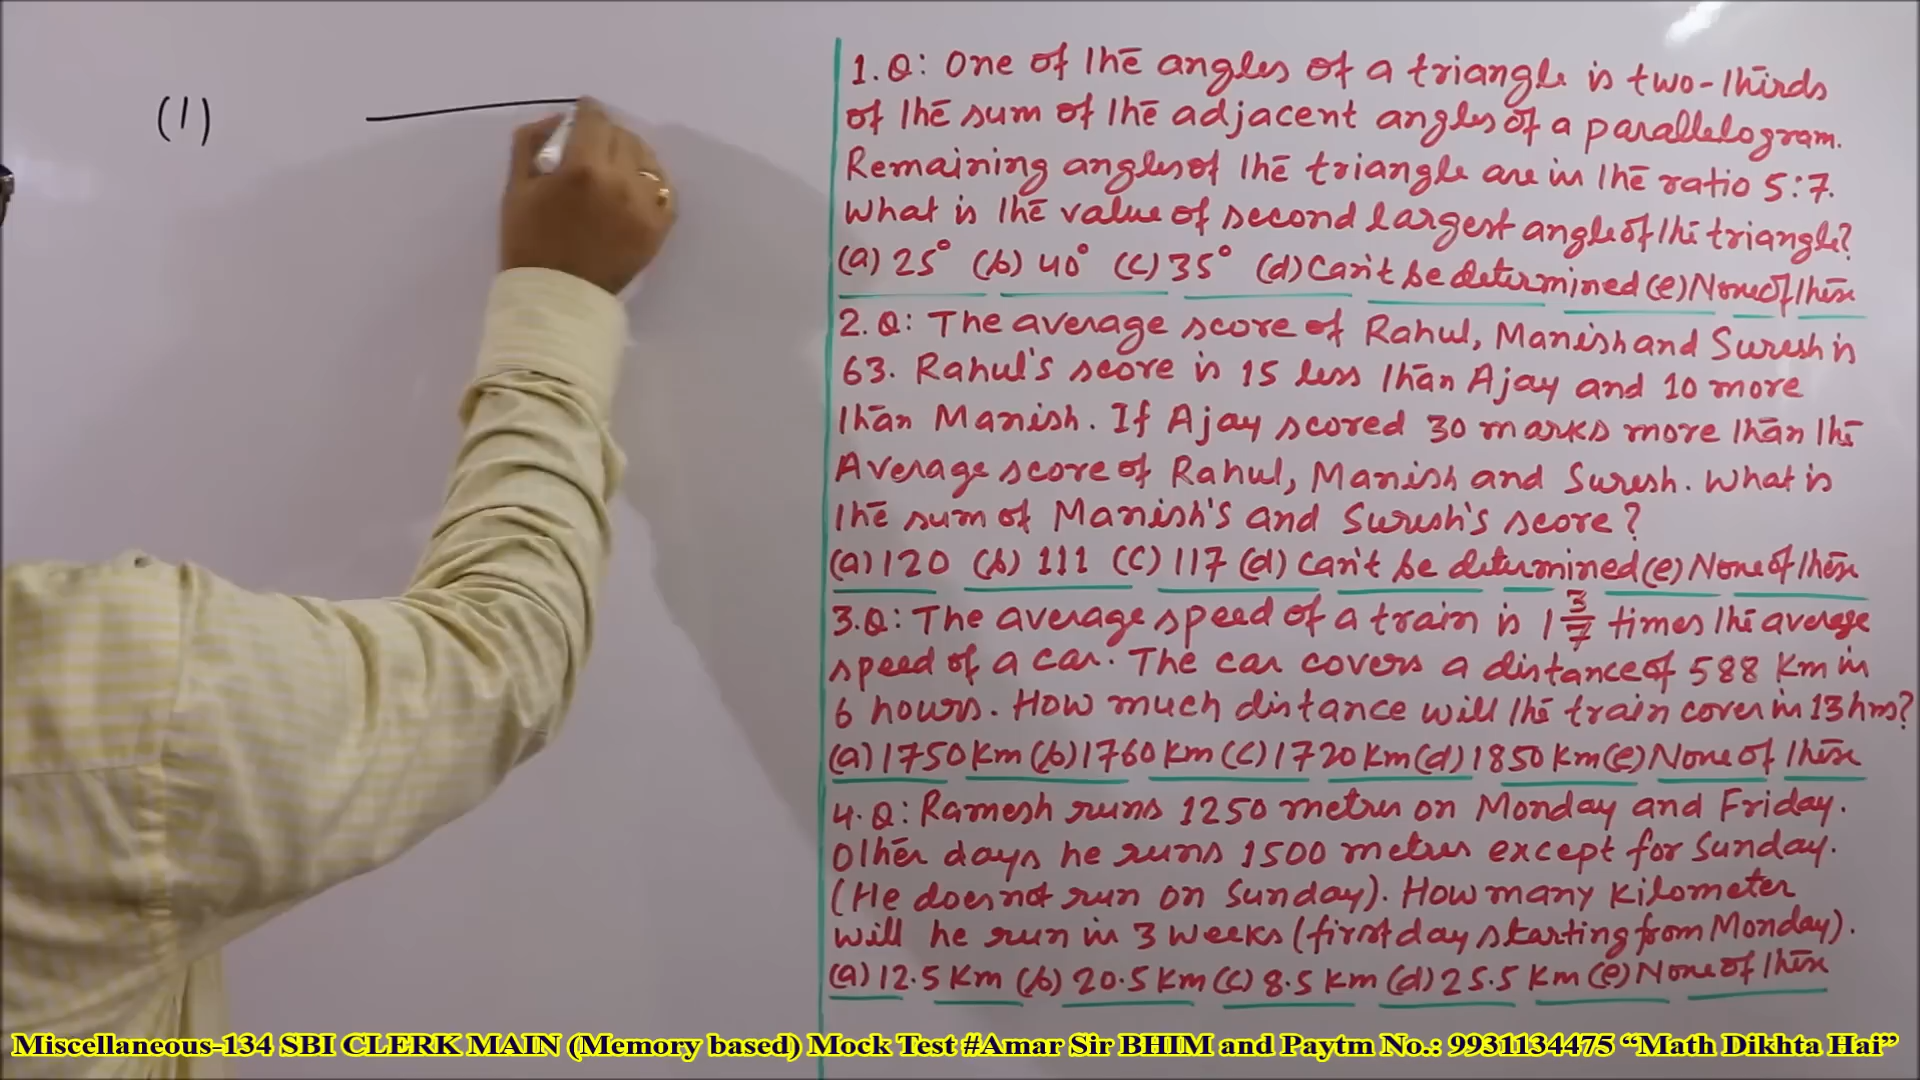 (1)
1.Q: One of the angles of a triangle is two-thirds
of the sum of the adjacent angles of a parallelogram.
Remaining angles of the triangle are in the ratio 5:7.
What is the value of second largest angle of the triangle?
(a) 25° (b) 40° (c) 35° (d) Can't be determined (e) None of these
2.Q: The average score of Rahul, Manish and Suresh is
63. Rahul's score is 15 less than Ajay and 10 more
than Manish. If Ajay scored 30 marks more than the
Average score of Rahul, Manish and Suresh. What is
the sum of Manish's and Suresh's score?
(a) 120 (b) 111 (c) 117 (d) Can't be determined (e) None of these
3.Q: The average speed of a train is 1 3/7 times the average
speed of a car. The car covers a distance of 588 Km in
6 hours. How much distance will the train cover in 13 hrs?
(a) 1750 Km (b) 1760 Km (c) 1720 Km (d) 1850 Km (e) None of these
4.Q: Ramesh runs 1250 metres on Monday and Friday.
Other days he runs 1500 metres except for Sunday.
(He does not run on Sunday). How many Kilometer
will he run in 3 weeks (first day starting from Monday).
(a) 12.5 Km (b) 20.5 Km (c) 8.5 Km (d) 25.5 Km (e) None of these
Miscellaneous-134 SBI CLERK MAIN (Memory based) Mock Test #Amar Sir BHIM and Paytm No.: 9931134475 “Math Dikhta Hai”